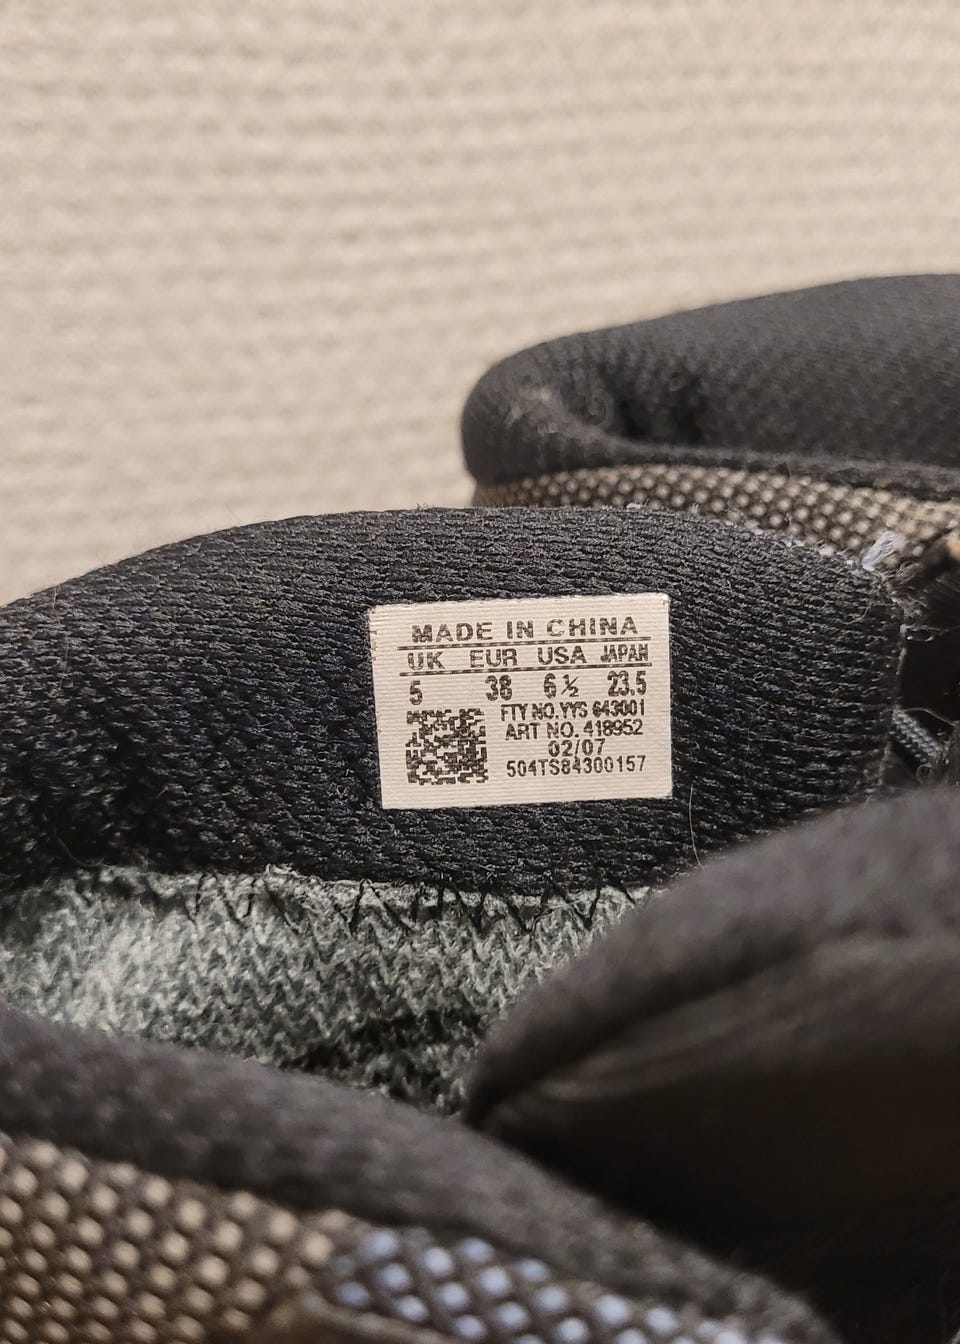 MADE IN CHINA
UK EUR USA JAPAN
5 38 6½ 23.5
FTY NO.YYS 643001
ART NO. 418952
02/07
504TS84300157